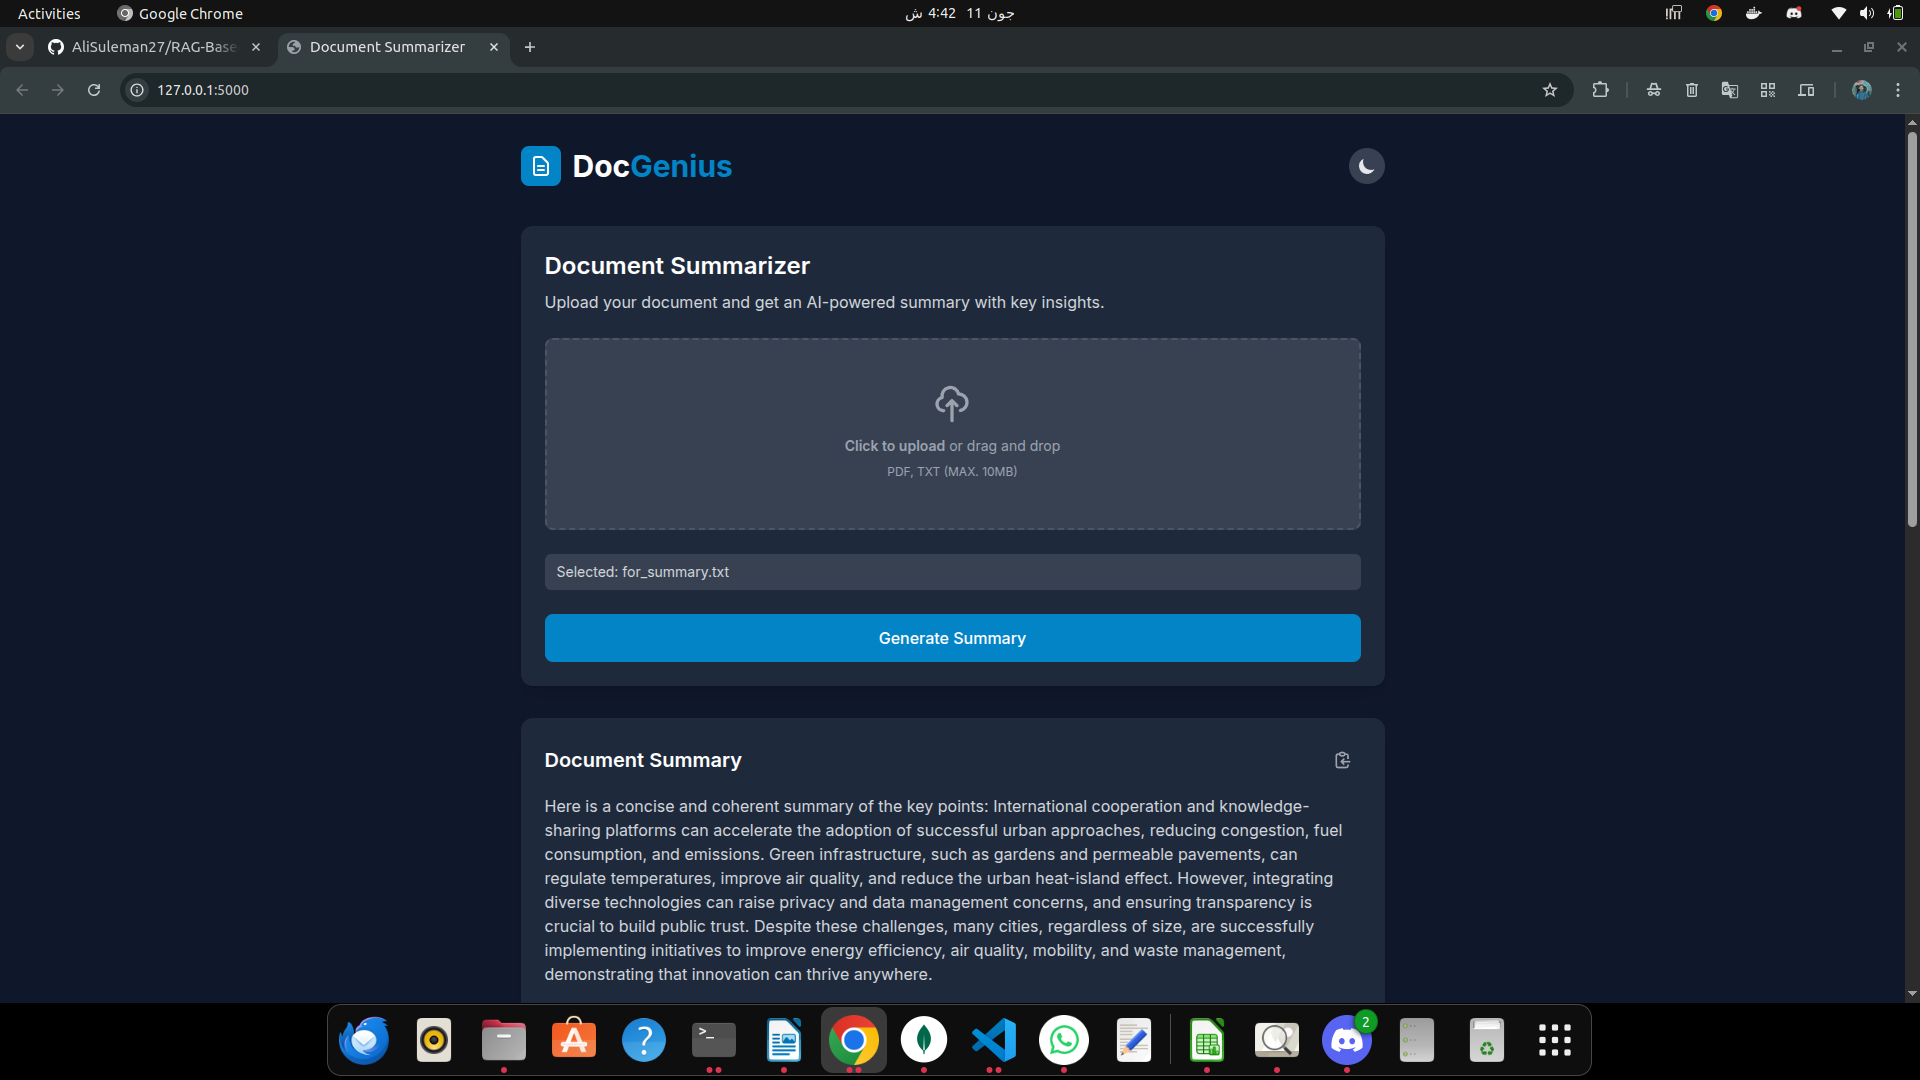 Activities
Google Chrome
جون 11 4:42 ش
AliSuleman27/RAG-Base
Document Summarizer
127.0.0.1:5000
DocGenius
Document Summarizer
Upload your document and get an AI-powered summary with key insights.
Click to upload or drag and drop
PDF, TXT (MAX. 10MB)
Selected: for_summary.txt
Generate Summary
Document Summary
Here is a concise and coherent summary of the key points: International cooperation and knowledge-
sharing platforms can accelerate the adoption of successful urban approaches, reducing congestion, fuel
consumption, and emissions. Green infrastructure, such as gardens and permeable pavements, can
regulate temperatures, improve air quality, and reduce the urban heat-island effect. However, integrating
diverse technologies can raise privacy and data management concerns, and ensuring transparency is
crucial to build public trust. Despite these challenges, many cities, regardless of size, are successfully
implementing initiatives to improve energy efficiency, air quality, mobility, and waste management,
demonstrating that innovation can thrive anywhere.
2